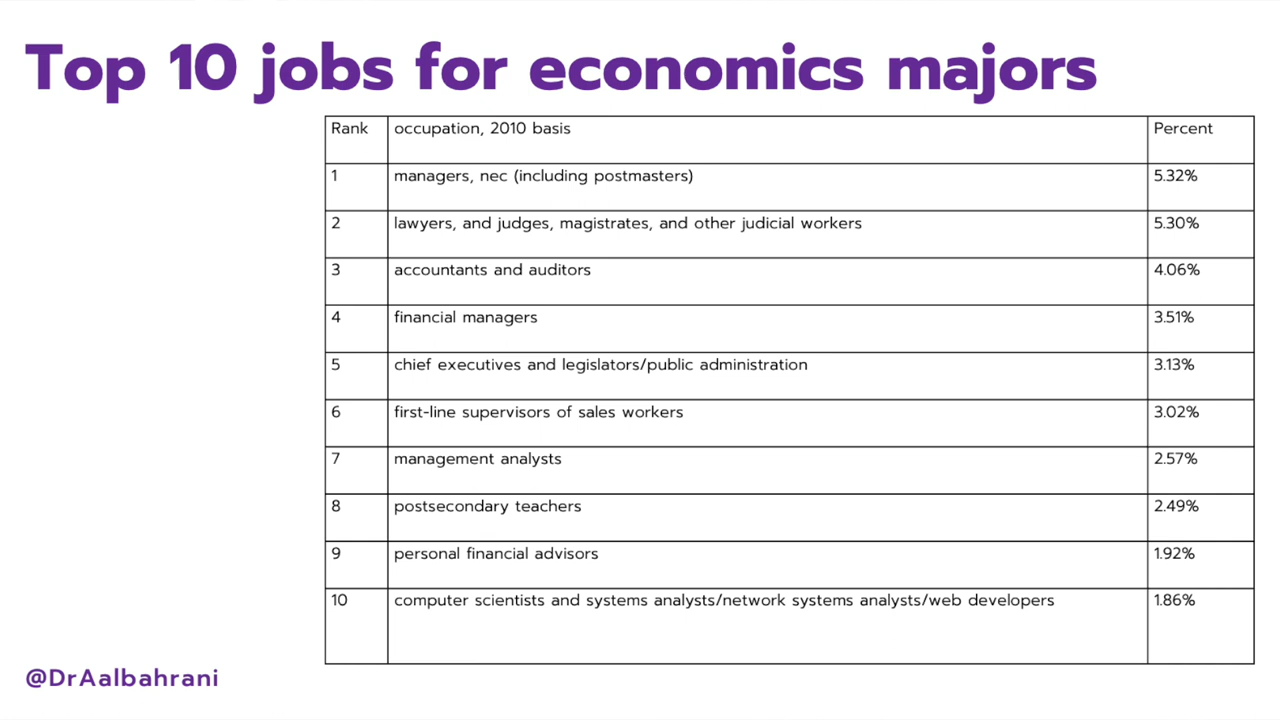 Top 10 jobs for economics majors
Rank occupation, 2010 basis Percent
1 managers, nec (including postmasters) 5.32%
2 lawyers, and judges, magistrates, and other judicial workers 5.30%
3 accountants and auditors 4.06%
4 financial managers 3.51%
5 chief executives and legislators/public administration 3.13%
6 first-line supervisors of sales workers 3.02%
7 management analysts 2.57%
8 postsecondary teachers 2.49%
9 personal financial advisors 1.92%
10 computer scientists and systems analysts/network systems analysts/web developers 1.86%
@DrAalbahrani